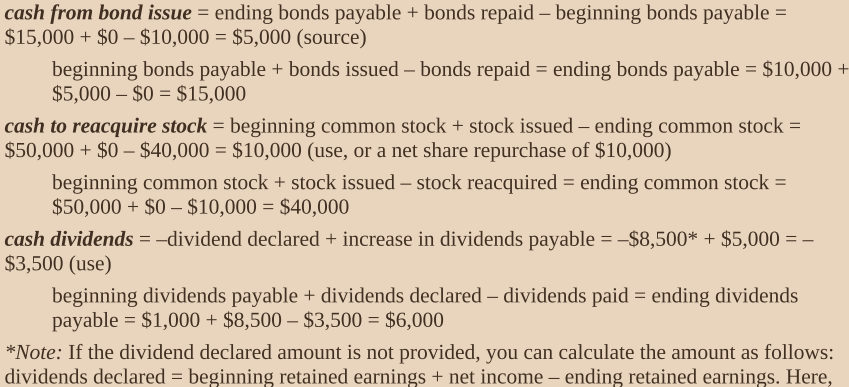 cash from bond issue = ending bonds payable + bonds repaid – beginning bonds payable =
$15,000 + $0 – $10,000 = $5,000 (source)
beginning bonds payable + bonds issued – bonds repaid = ending bonds payable = $10,000 +
$5,000 – $0 = $15,000
cash to reacquire stock = beginning common stock + stock issued – ending common stock =
$50,000 + $0 – $40,000 = $10,000 (use, or a net share repurchase of $10,000)
beginning common stock + stock issued – stock reacquired = ending common stock =
$50,000 + $0 – $10,000 = $40,000
cash dividends = –dividend declared + increase in dividends payable = –$8,500* + $5,000 = –
$3,500 (use)
beginning dividends payable + dividends declared – dividends paid = ending dividends
payable = $1,000 + $8,500 – $3,500 = $6,000
*Note: If the dividend declared amount is not provided, you can calculate the amount as follows:
dividends declared = beginning retained earnings + net income – ending retained earnings. Here,